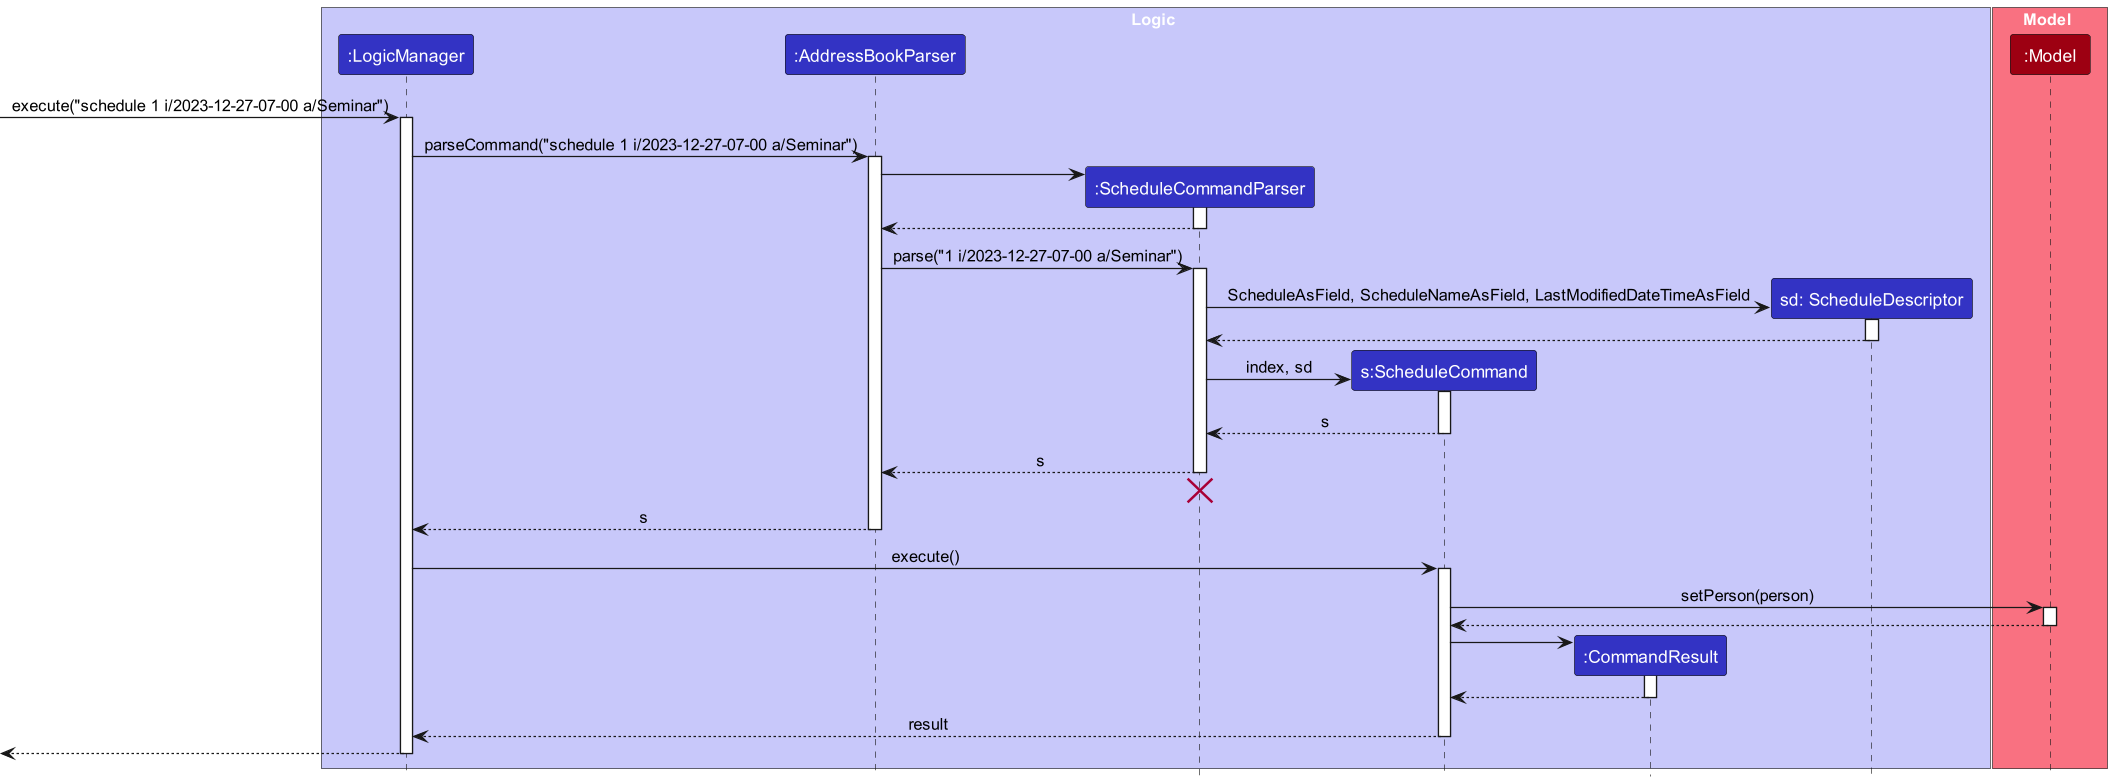 Logic
Model
:LogicManager
:AddressBookParser
:Model
execute("schedule 1 i/2023-12-27-07-00 a/Seminar")
parseCommand("schedule 1 i/2023-12-27-07-00 a/Seminar")
:ScheduleCommandParser
parse("1 i/2023-12-27-07-00 a/Seminar")
ScheduleAsField, ScheduleNameAsField, LastModifiedDateTimeAsField
sd: ScheduleDescriptor
index, sd
s:ScheduleCommand
s
s
s
execute()
setPerson(person)
:CommandResult
result